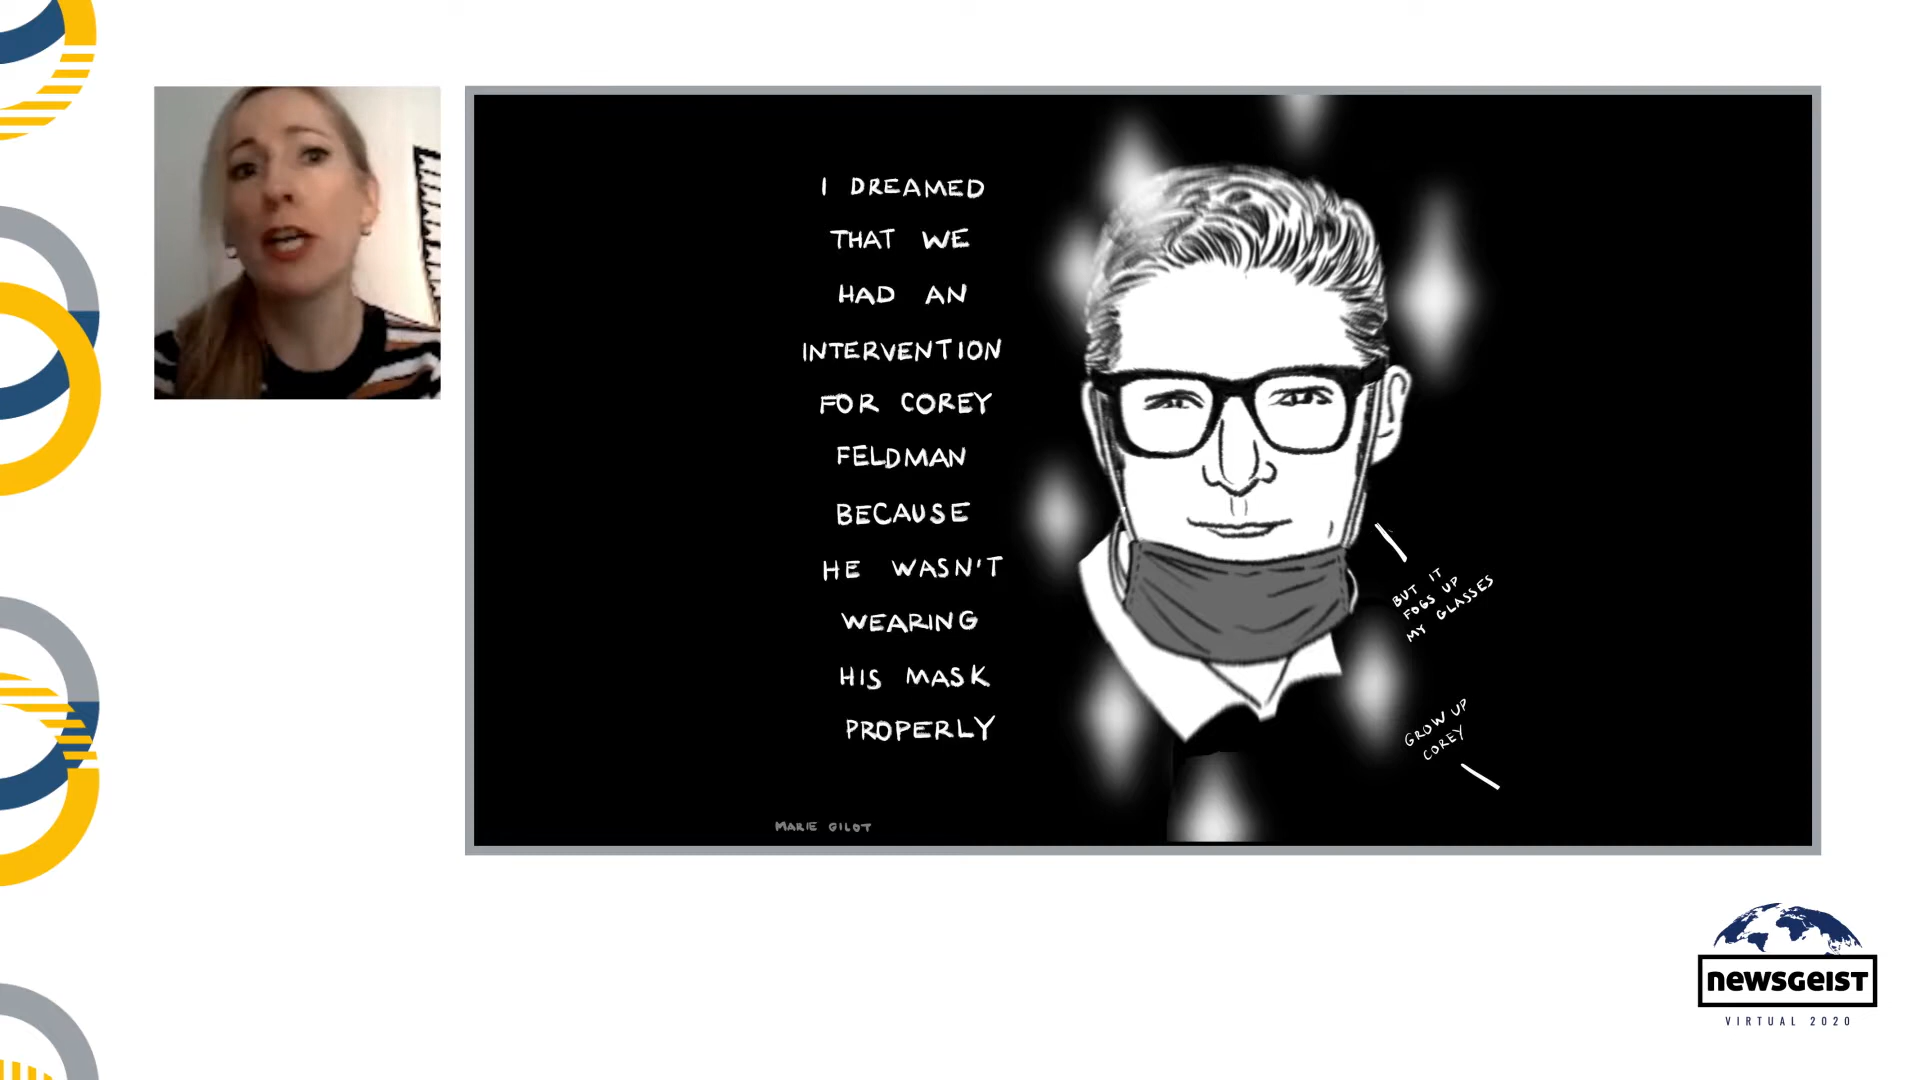 I DREAMED
THAT WE
HAD AN
INTERVENTION
FOR COREY
FELDMAN
BECAUSE
HE WASN'T
WEARING
HIS MASK
PROPERLY
BUT IT
FOGS UP
MY GLASSES
GROW UP
COREY
MARIE GILOT
newsgeist
VIRTUAL 2020